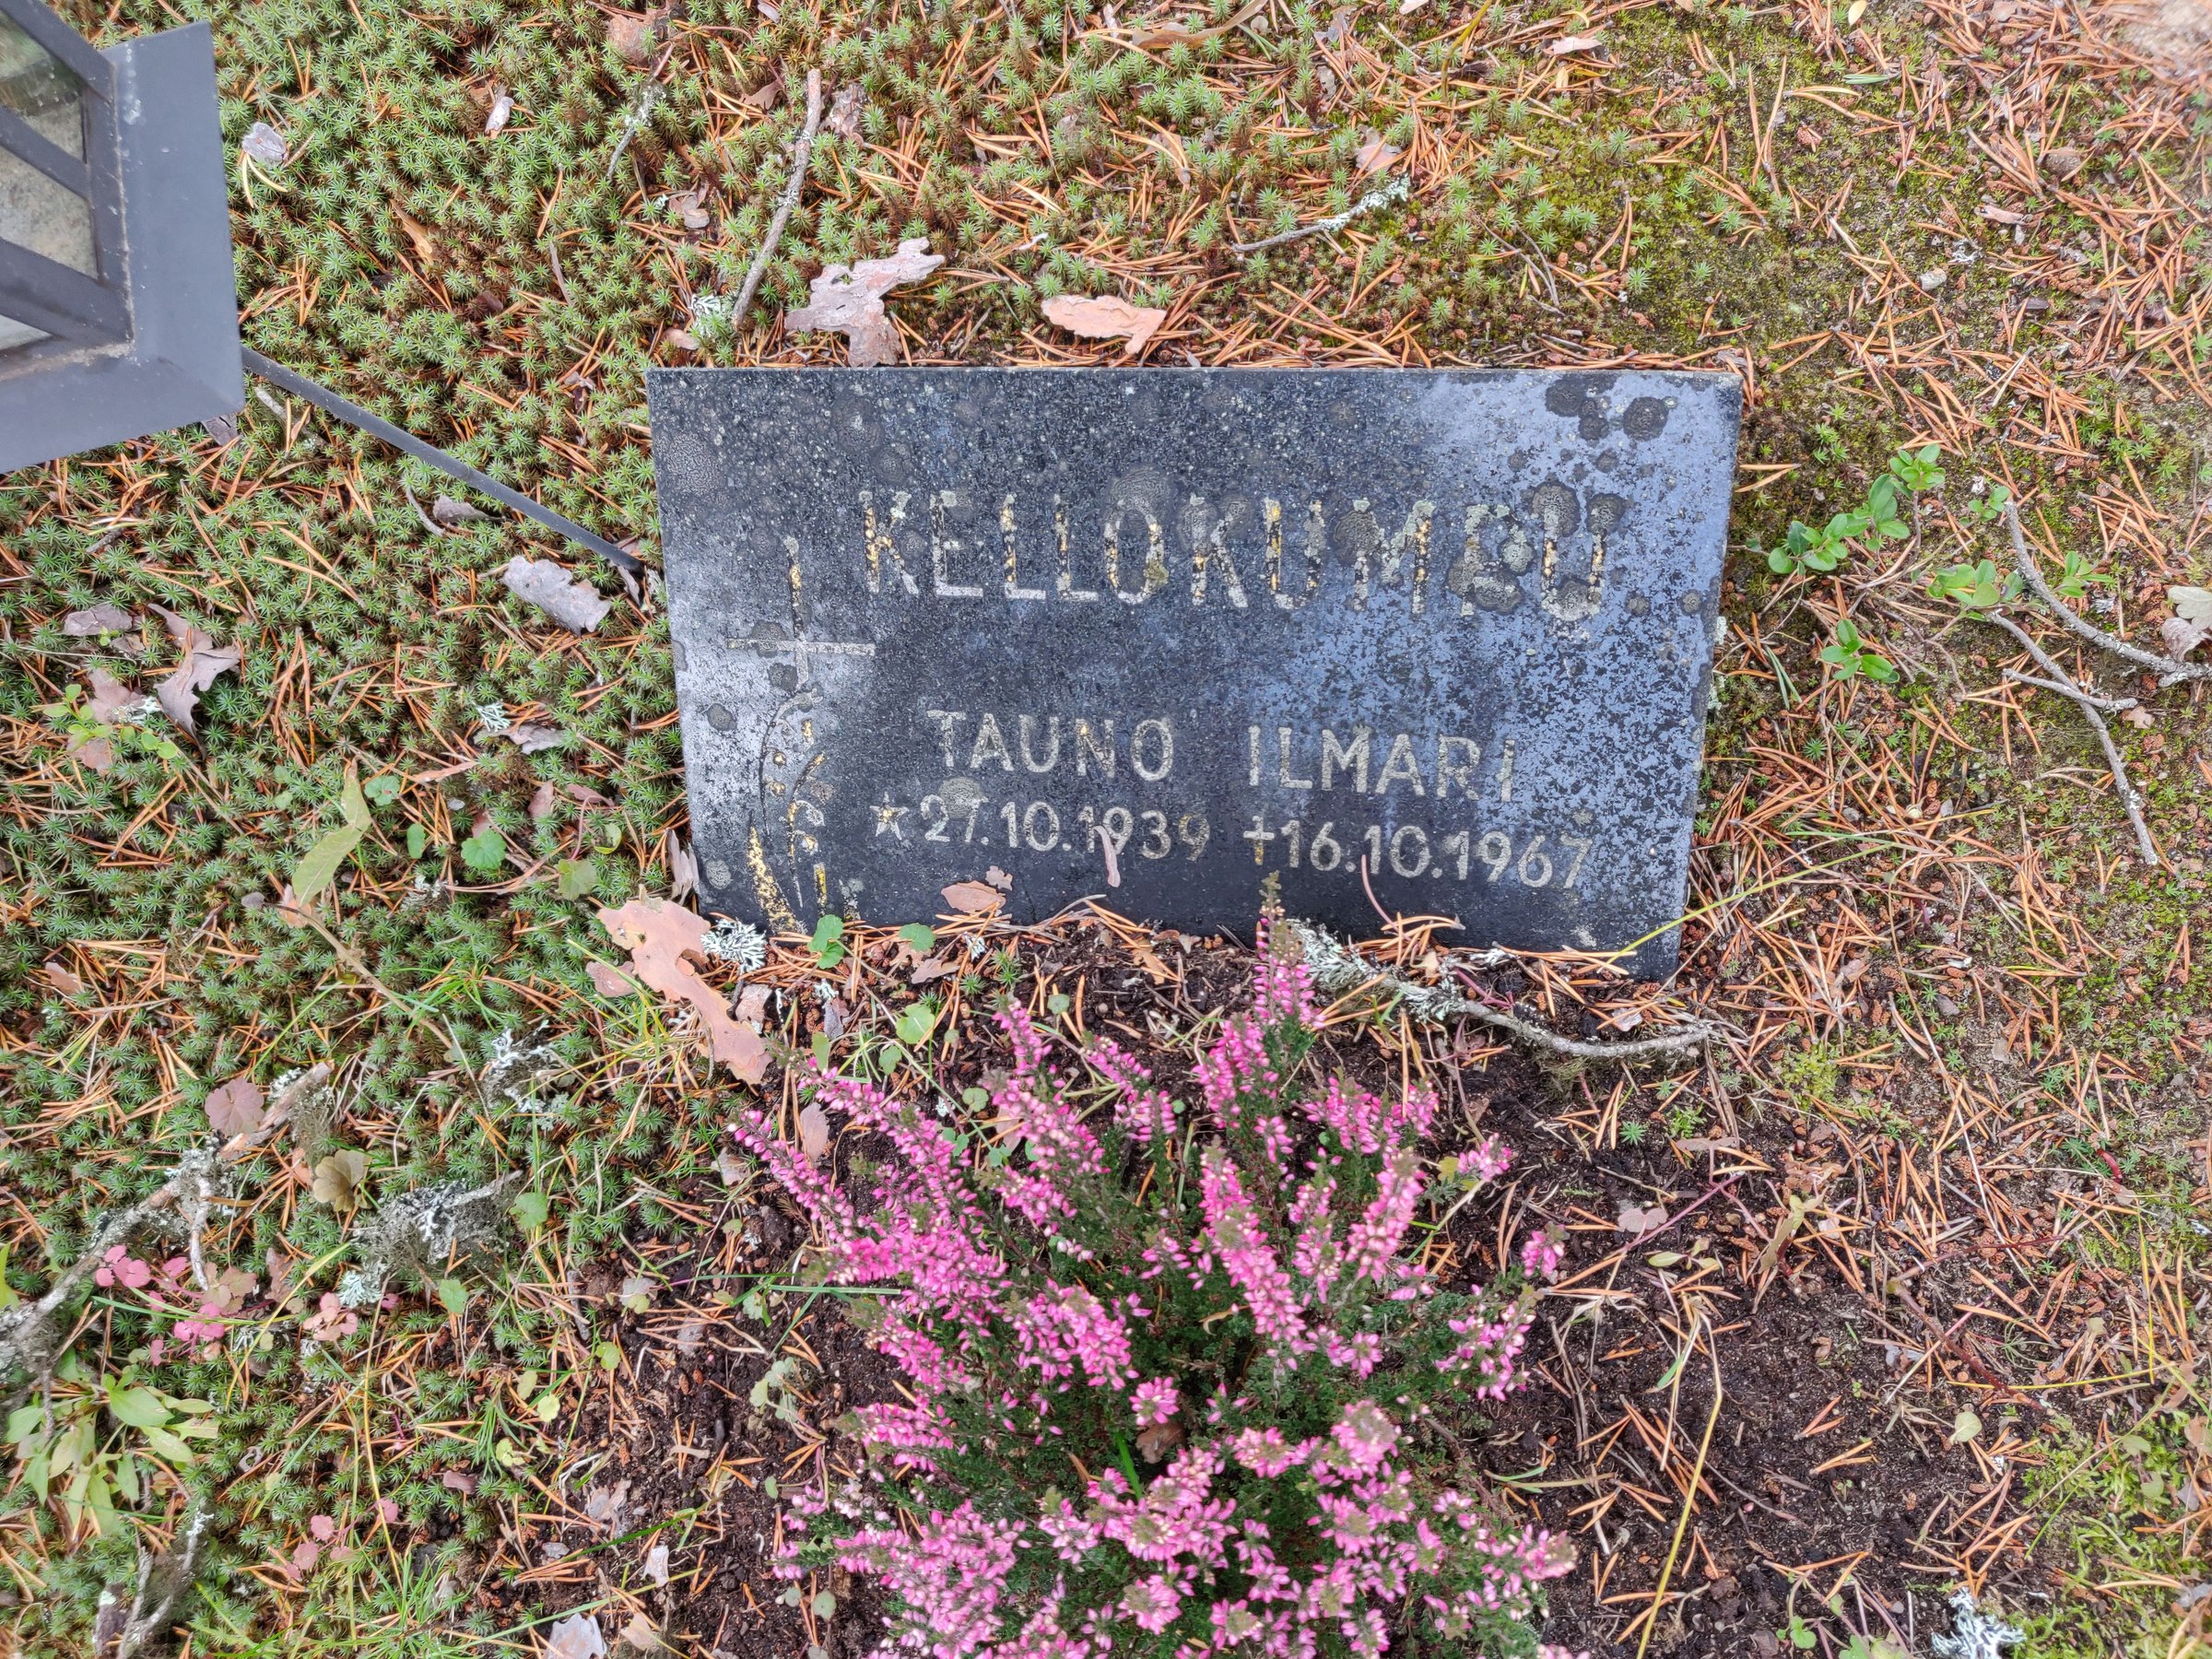 KELLOKUMPU
TAUNO ILMARI
★27.10.1939 ✝16.10.1967